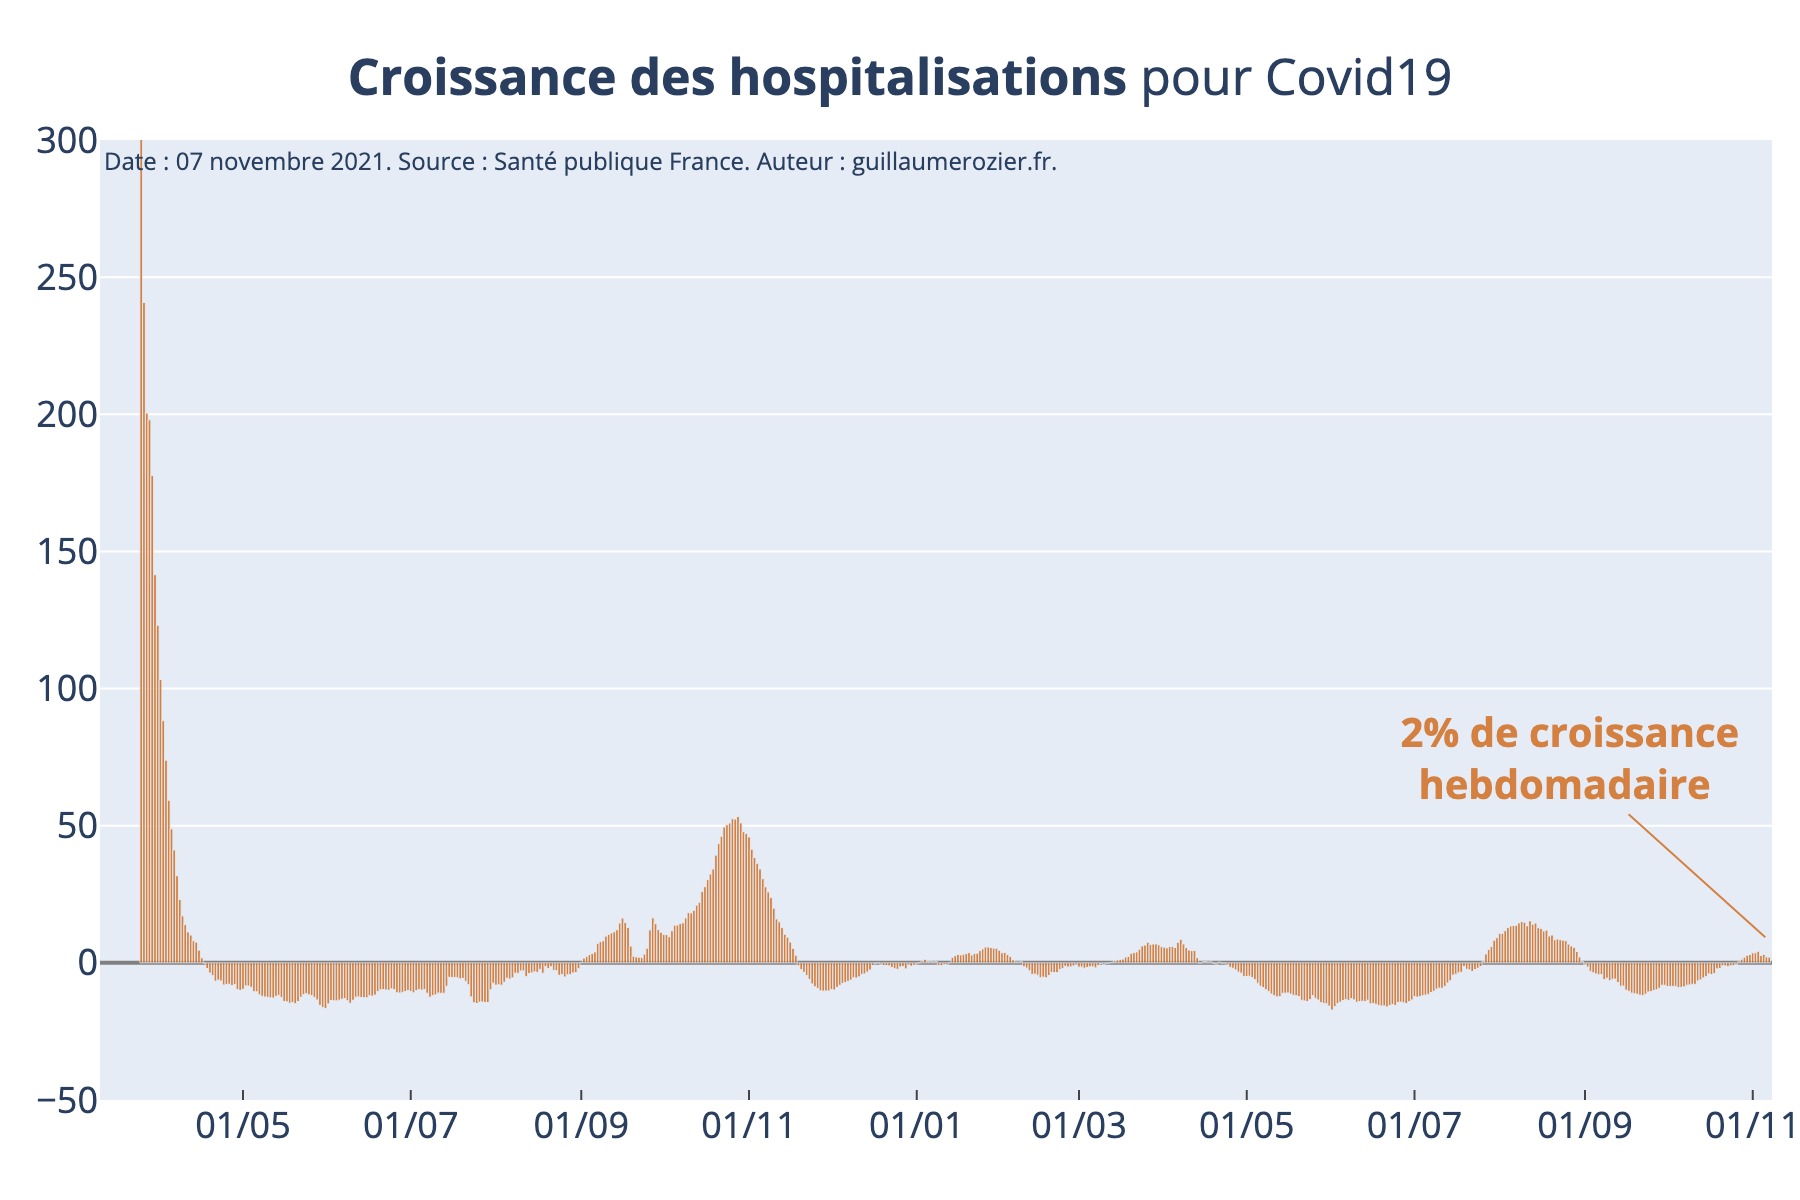 Croissance des hospitalisations pour Covid19
Date : 07 novembre 2021. Source : Santé publique France. Auteur : guillaumerozier.fr.
300
250
200
150
100
50
0
−50
2% de croissance
hebdomadaire
01/05 01/07 01/09 01/11 01/01 01/03 01/05 01/07 01/09 01/11